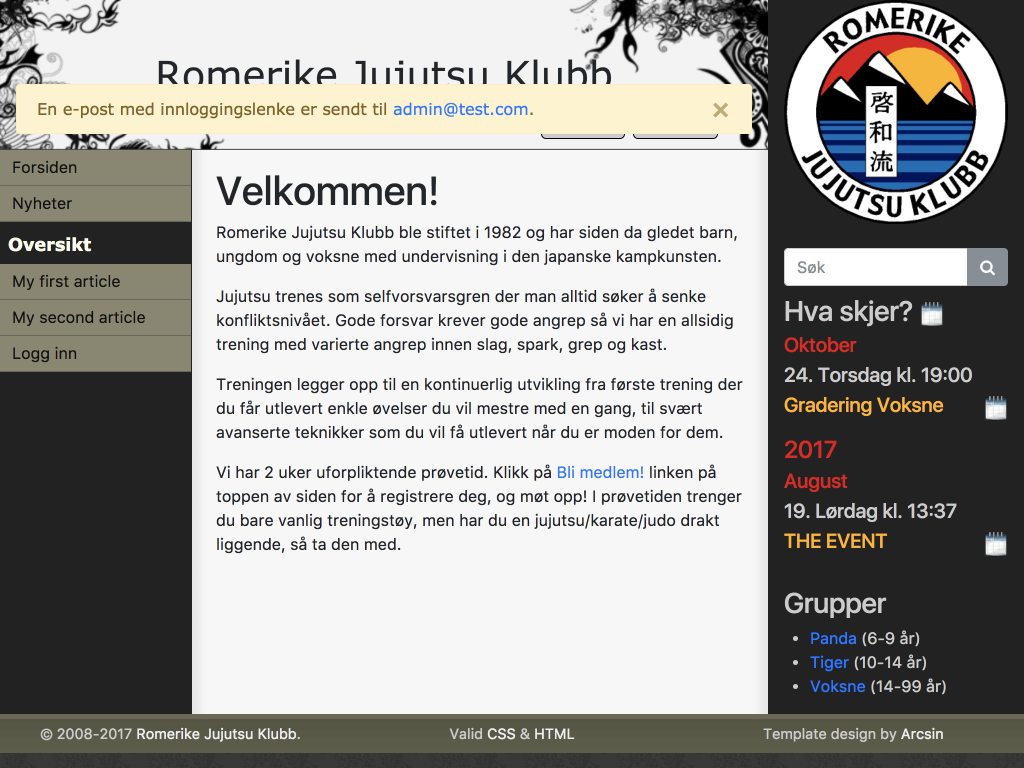 Romerike Jujutsu Klubb
En e-post med innloggingslenke er sendt til admin@test.com.
×
Forsiden
Nyheter
Oversikt
My first article
My second article
Logg inn
Velkommen!
Romerike Jujutsu Klubb ble stiftet i 1982 og har siden da gledet barn,
ungdom og voksne med undervisning i den japanske kampkunsten.
Jujutsu trenes som selfvorsvarsgren der man alltid søker å senke
konfliktsnivået. Gode forsvar krever gode angrep så vi har en allsidig
trening med varierte angrep innen slag, spark, grep og kast.
Treningen legger opp til en kontinuerlig utvikling fra første trening der
du får utlevert enkle øvelser du vil mestre med en gang, til svært
avanserte teknikker som du vil få utlevert når du er moden for dem.
Vi har 2 uker uforpliktende prøvetid. Klikk på Bli medlem! linken på
toppen av siden for å registrere deg, og møt opp! I prøvetiden trenger
du bare vanlig treningstøy, men har du en jujutsu/karate/judo drakt
liggende, så ta den med.
ROMERIKE
啓和流
JUJUTSU KLUBB
Søk
Hva skjer?
Oktober
24. Torsdag kl. 19:00
Gradering Voksne
2017
August
19. Lørdag kl. 13:37
THE EVENT
Grupper
Panda (6-9 år)
Tiger (10-14 år)
Voksne (14-99 år)
© 2008-2017 Romerike Jujutsu Klubb.
Valid CSS & HTML
Template design by Arcsin